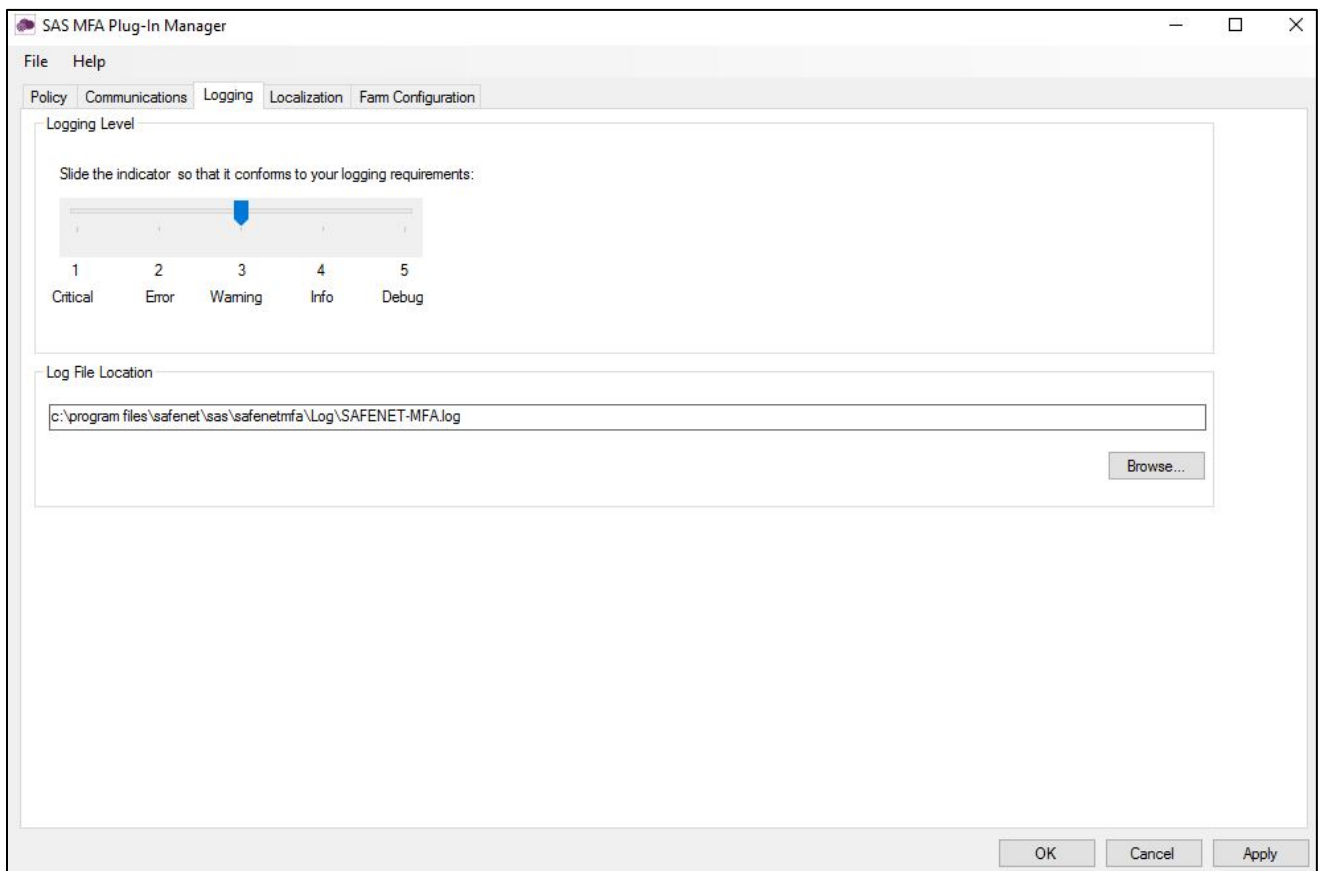 SAS MFA Plug-In Manager
File Help
Policy Communications Logging Localization Farm Configuration
Logging Level
Slide the indicator so that it conforms to your logging requirements:
1 2 3 4 5
Critical Error Warning Info Debug
Log File Location
c:\program files\safenet\sas\safenetmfa\Log\SAFENET-MFA.log
Browse...
OK Cancel Apply